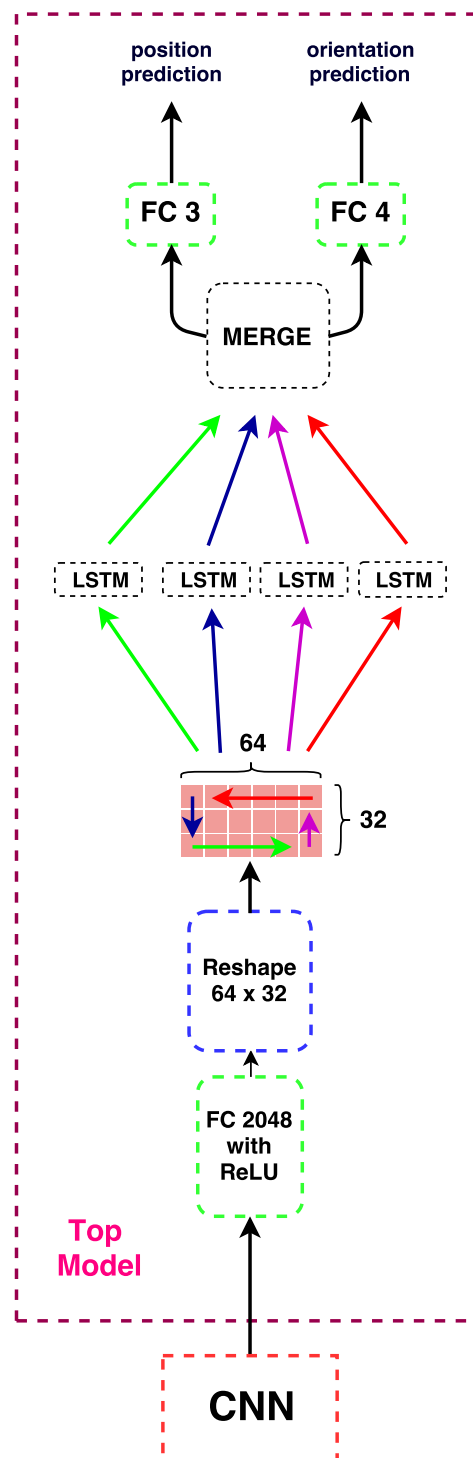 position
prediction
orientation
prediction
FC 3
FC 4
MERGE
LSTM
LSTM
LSTM
LSTM
64
32
Reshape
64 x 32
FC 2048
with
ReLU
Top
Model
CNN